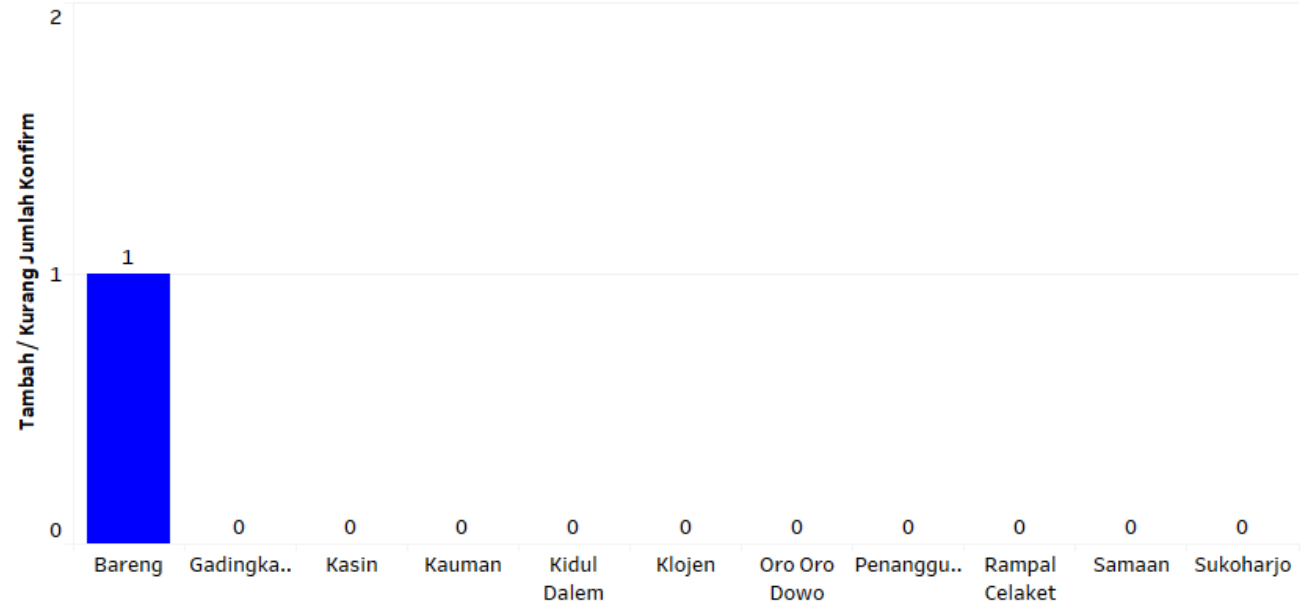 2
Tambah / Kurang Jumlah Konfirm
1
1
0
0
0
0
0
0
0
0
0
0
0
Bareng
Gadingka..
Kasin
Kauman
Kidul
Dalem
Klojen
Oro Oro
Dowo
Penanggu..
Rampal
Celaket
Samaan
Sukoharjo